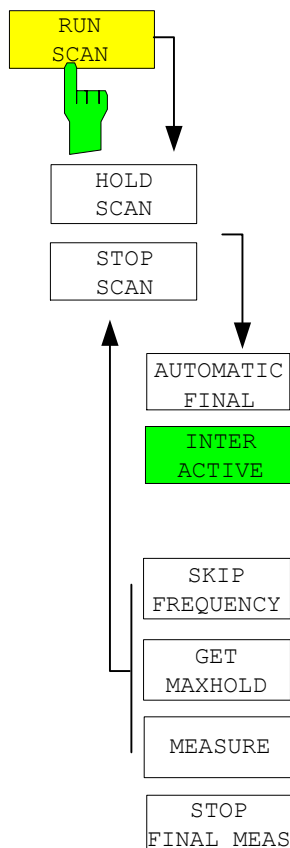 RUN
SCAN
HOLD
SCAN
STOP
SCAN
AUTOMATIC
FINAL
INTER
ACTIVE
SKIP
FREQUENCY
GET
MAXHOLD
MEASURE
STOP
FINAL MEAS